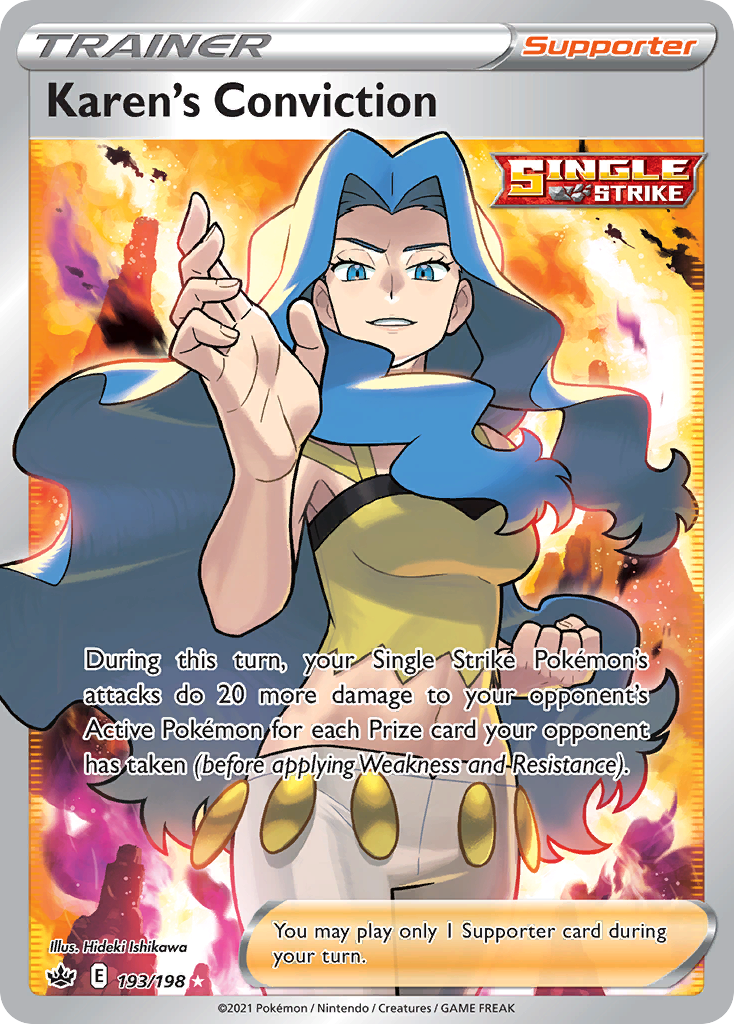 TRAINER Supporter
Karen's Conviction
SINGLE
STRIKE
During this turn, your Single Strike Pokémon's
attacks do 20 more damage to your opponent's
Active Pokémon for each Prize card your opponent
has taken (before applying Weakness and Resistance).
You may play only 1 Supporter card during
your turn.
Illus. Hideki Ishikawa
E 193/198 ★
©2021 Pokémon / Nintendo / Creatures / GAME FREAK